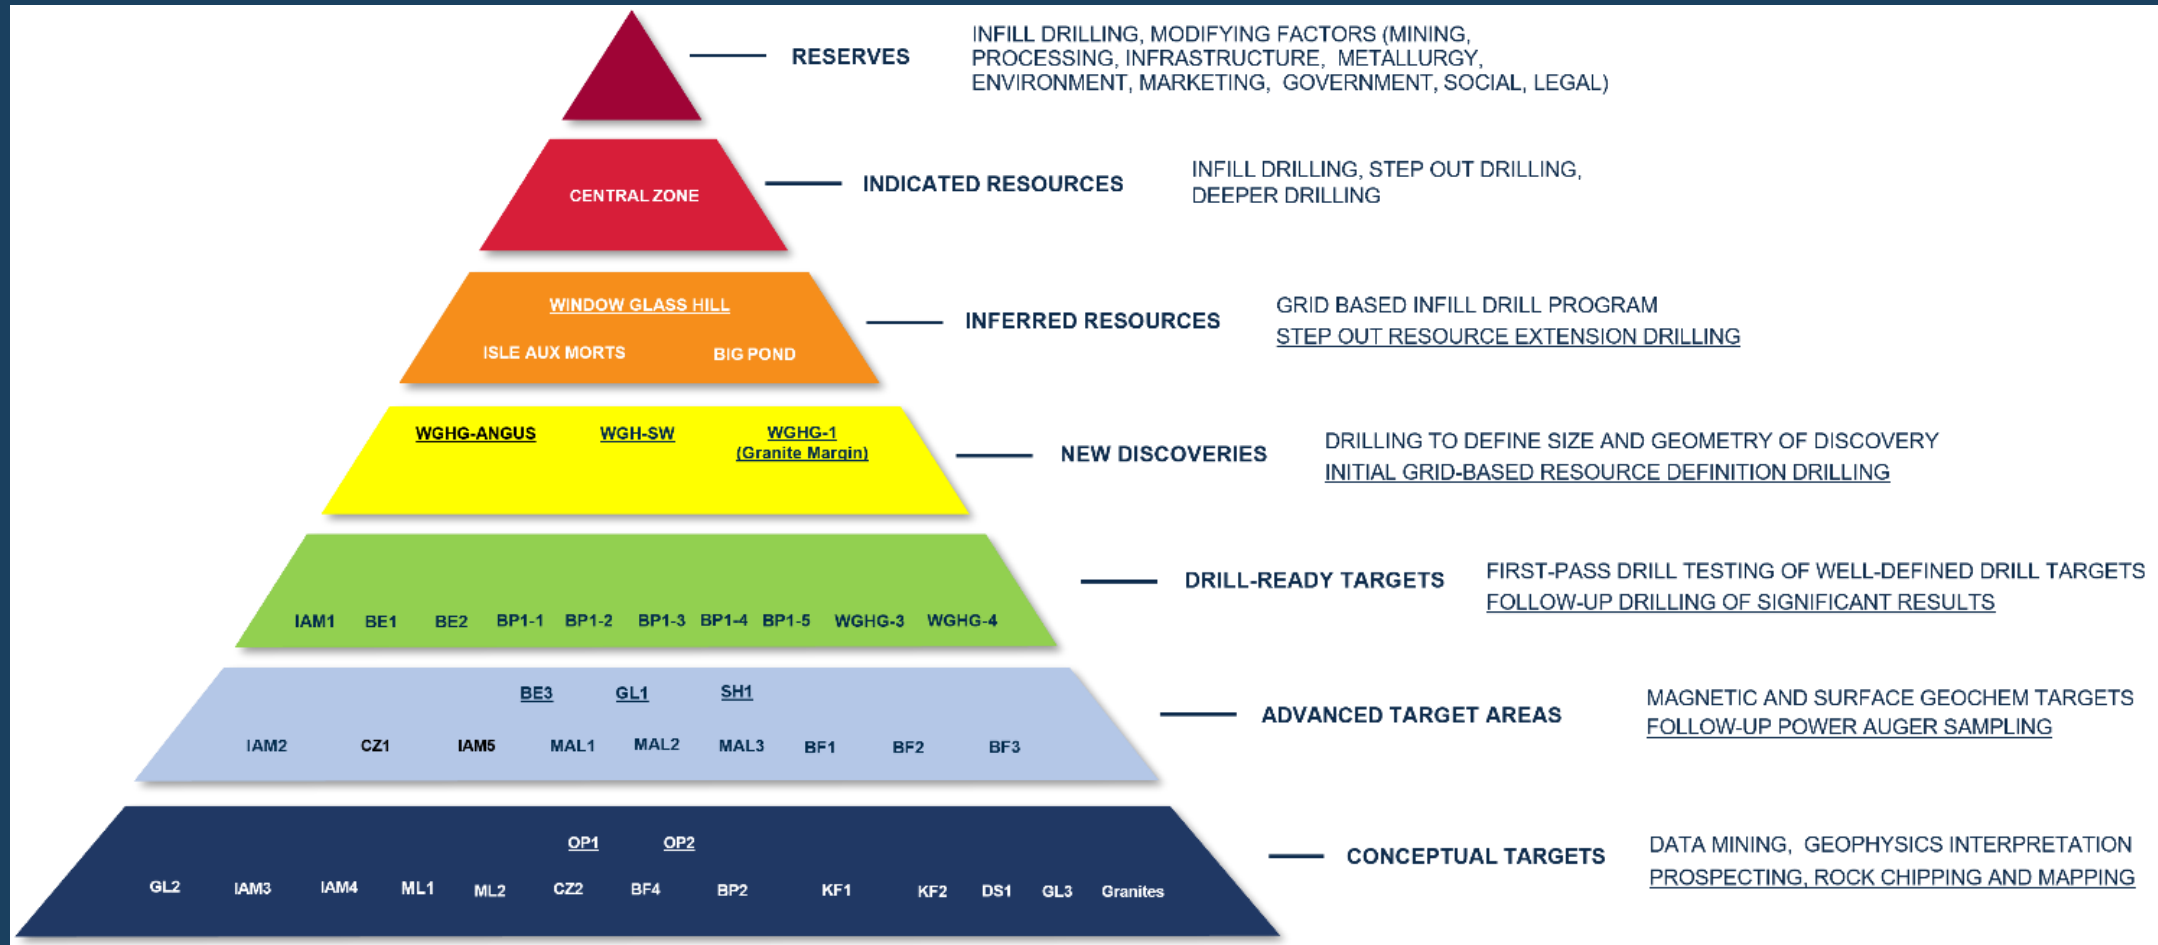 RESERVES
INFILL DRILLING, MODIFYING FACTORS (MINING,
PROCESSING, INFRASTRUCTURE, METALLURGY,
ENVIRONMENT, MARKETING, GOVERNMENT, SOCIAL, LEGAL)
CENTRAL ZONE
INDICATED RESOURCES
INFILL DRILLING, STEP OUT DRILLING,
DEEPER DRILLING
WINDOW GLASS HILL
ISLE AUX MORTS BIG POND
INFERRED RESOURCES
GRID BASED INFILL DRILL PROGRAM
STEP OUT RESOURCE EXTENSION DRILLING
WGHG-ANGUS WGH-SW WGHG-1
(Granite Margin)
NEW DISCOVERIES
DRILLING TO DEFINE SIZE AND GEOMETRY OF DISCOVERY
INITIAL GRID-BASED RESOURCE DEFINITION DRILLING
IAM1 BE1 BE2 BP1-1 BP1-2 BP1-3 BP1-4 BP1-5 WGHG-3 WGHG-4
DRILL-READY TARGETS
FIRST-PASS DRILL TESTING OF WELL-DEFINED DRILL TARGETS
FOLLOW-UP DRILLING OF SIGNIFICANT RESULTS
BE3 GL1 SH1
IAM2 CZ1 IAM5 MAL1 MAL2 MAL3 BF1 BF2 BF3
ADVANCED TARGET AREAS
MAGNETIC AND SURFACE GEOCHEM TARGETS
FOLLOW-UP POWER AUGER SAMPLING
OP1 OP2
GL2 IAM3 IAM4 ML1 ML2 CZ2 BF4 BP2 KF1 KF2 DS1 GL3 Granites
CONCEPTUAL TARGETS
DATA MINING, GEOPHYSICS INTERPRETATION
PROSPECTING, ROCK CHIPPING AND MAPPING